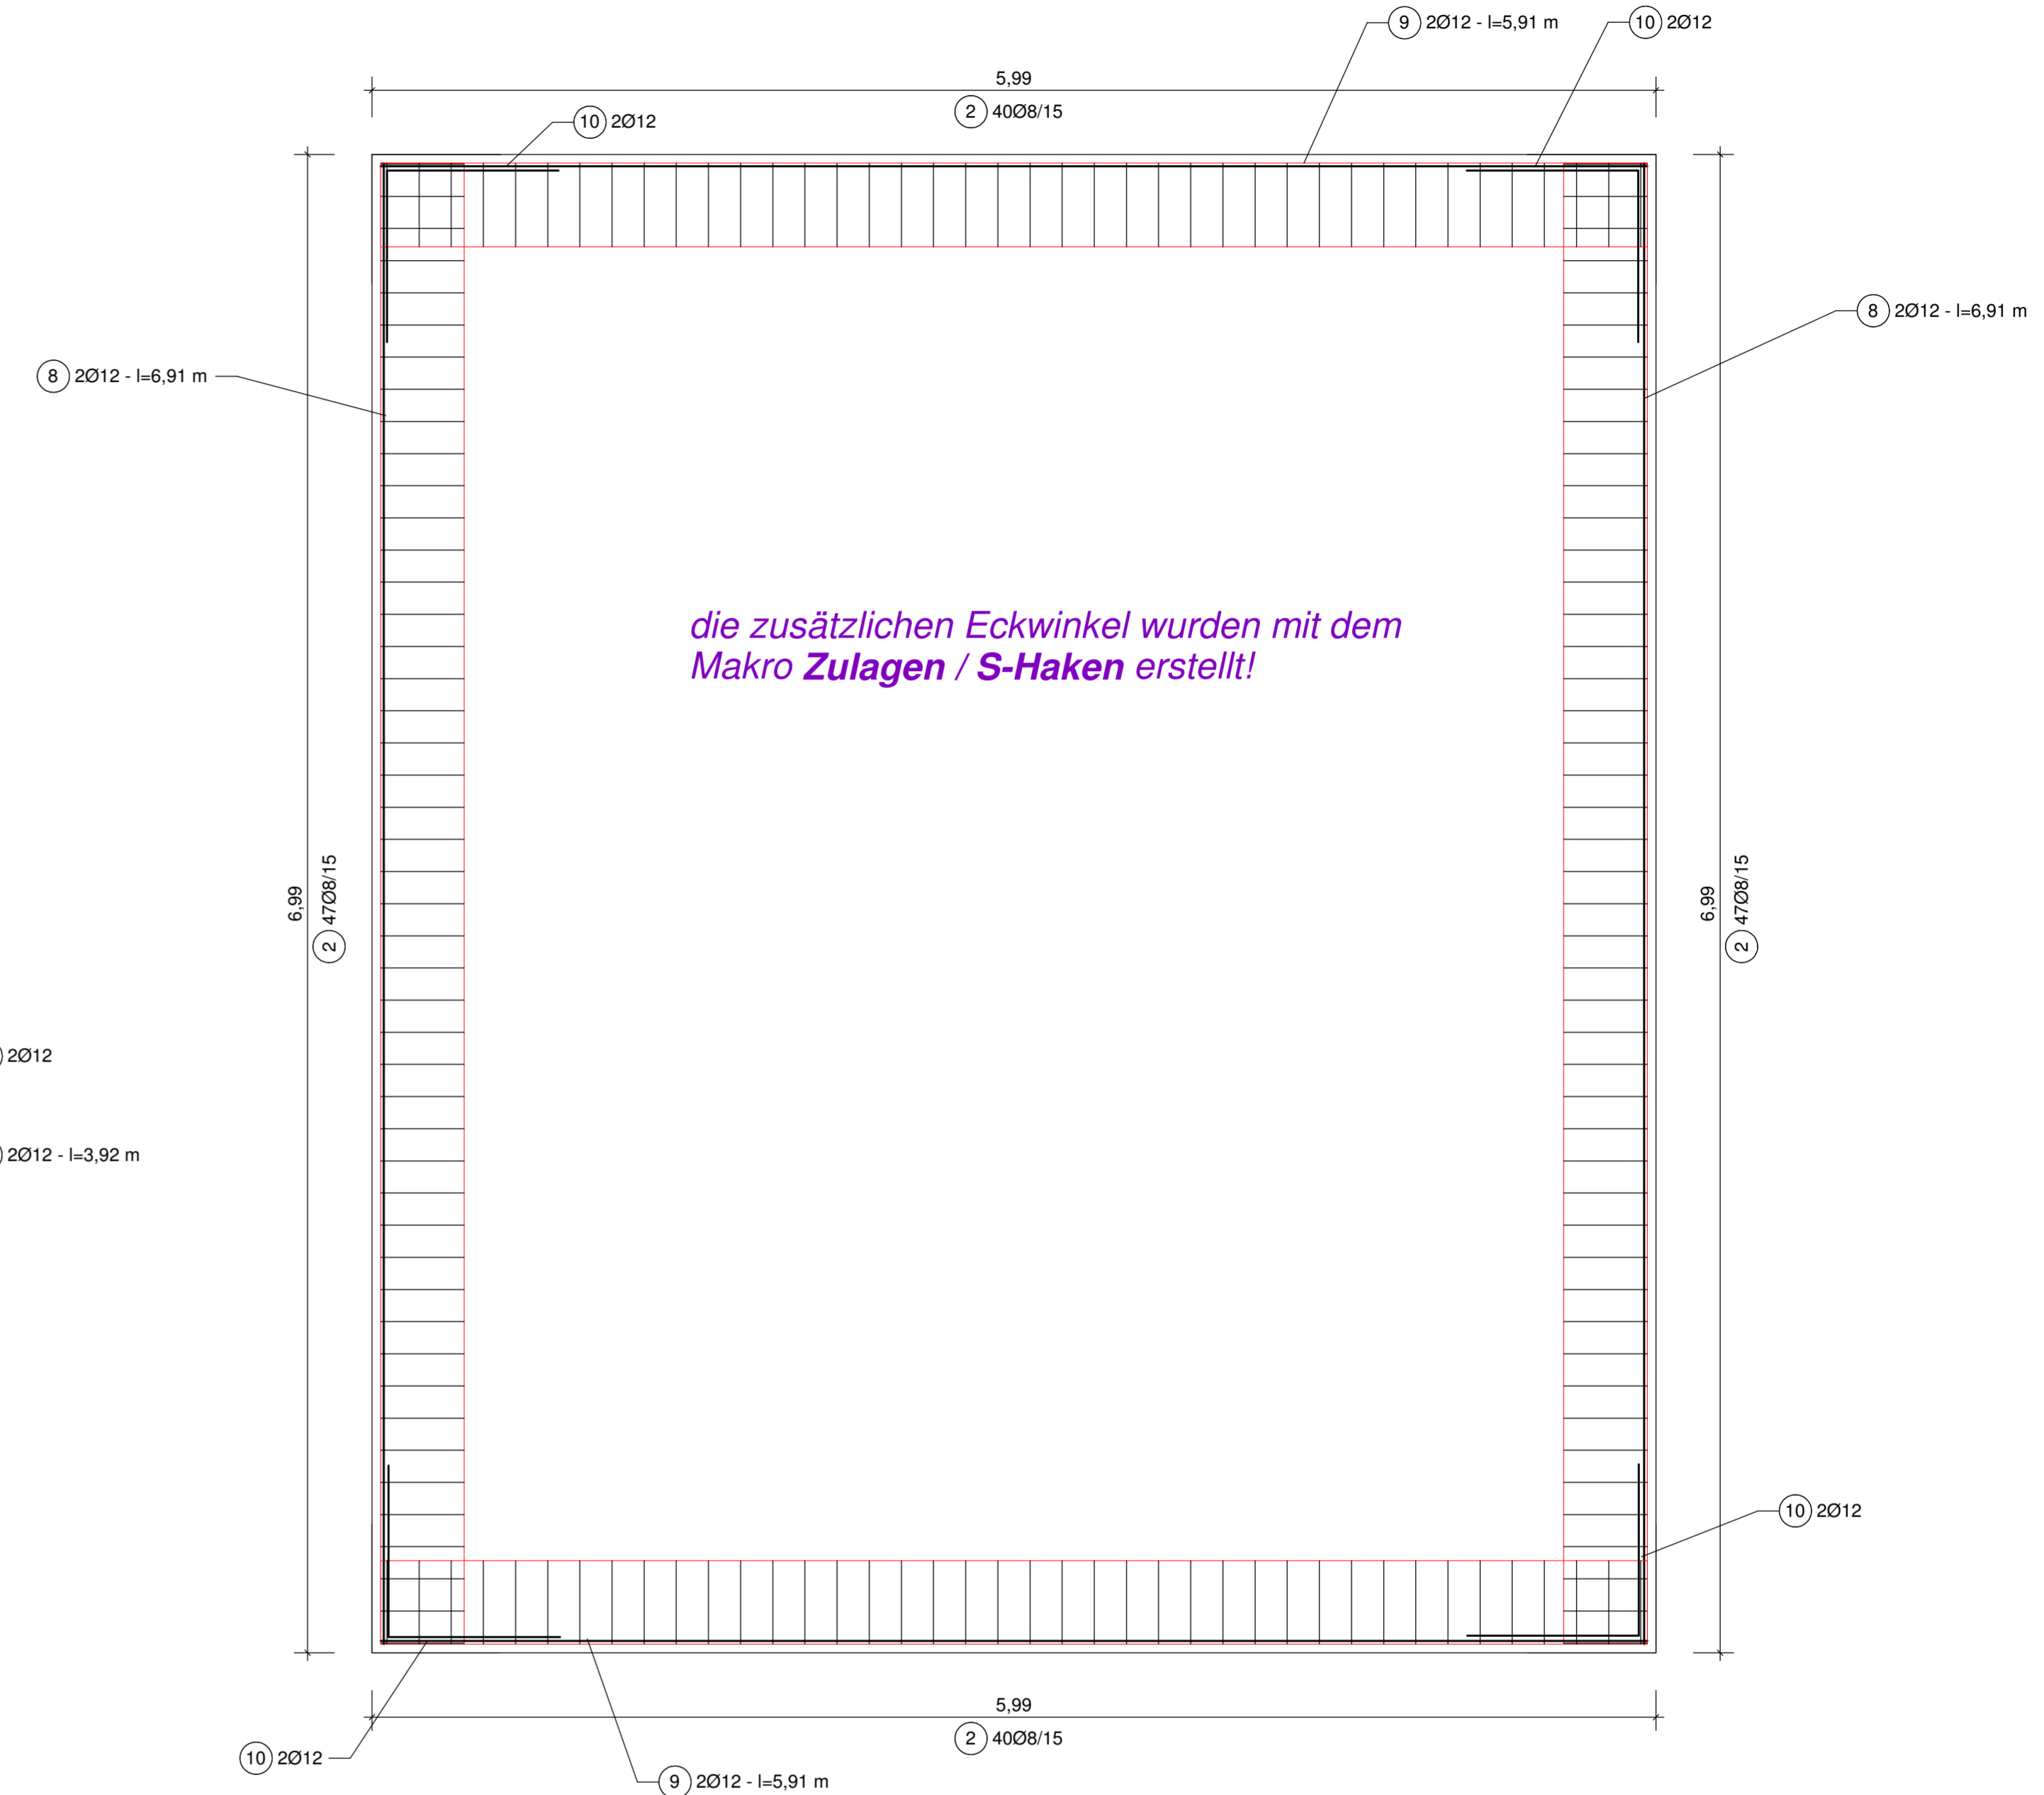 9 2Ø12 - l=5,91 m
10 2Ø12
5,99
2 40Ø8/15
10 2Ø12
8 2Ø12 - l=6,91 m
8 2Ø12 - l=6,91 m
die zusätzlichen Eckwinkel wurden mit dem
Makro Zulagen / S-Haken erstellt!
6,99
2 47Ø8/15
6,99
2 47Ø8/15
2Ø12
2Ø12 - l=3,92 m
10 2Ø12
5,99
2 40Ø8/15
10 2Ø12
9 2Ø12 - l=5,91 m